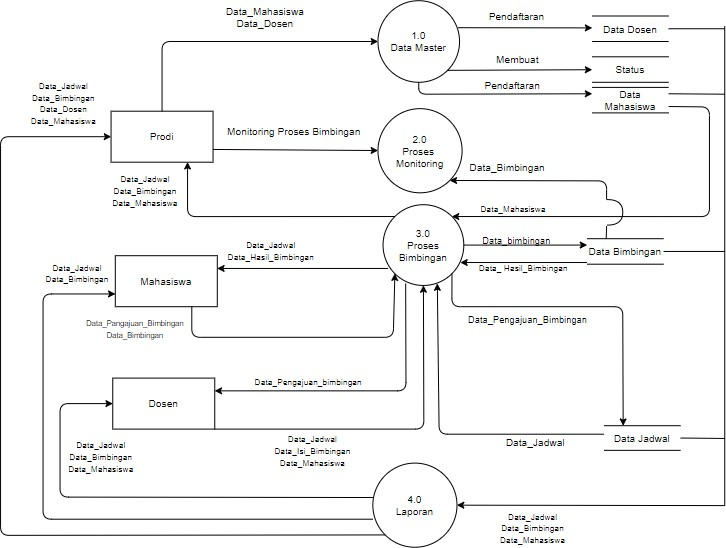 Data_Mahasiswa
Data_Dosen
1.0
Data Master
Pendaftaran
Data Dosen
Membuat
Status
Pendaftaran
Data
Mahasiswa
Data_Jadwal
Data_Bimbingan
Data_Dosen
Data_Mahasiswa
Prodi
Monitoring Proses Bimbingan
2.0
Proses
Monitoring
Data_Bimbingan
Data_Jadwal
Data_Bimbingan
Data_Mahasiswa
Data_Mahasiswa
3.0
Proses
Bimbingan
Data_bimbingan
Data Bimbingan
Data_ Hasil_Bimbingan
Data_Jadwal
Data_Hasil_Bimbingan
Data_Jadwal
Data_Bimbingan
Mahasiswa
Data_Pangajuan_Bimbingan
Data_Bimbingan
Data_Pengajuan_Bimbingan
Data_Pengajuan_bimbingan
Dosen
Data_Jadwal
Data_Isi_Bimbingan
Data_Mahasiswa
Data_Jadwal
Data Jadwal
Data_Jadwal
Data_Bimbingan
Data_Mahasiswa
4.0
Laporan
Data_Jadwal
Data_Bimbingan
Data_Mahasiswa